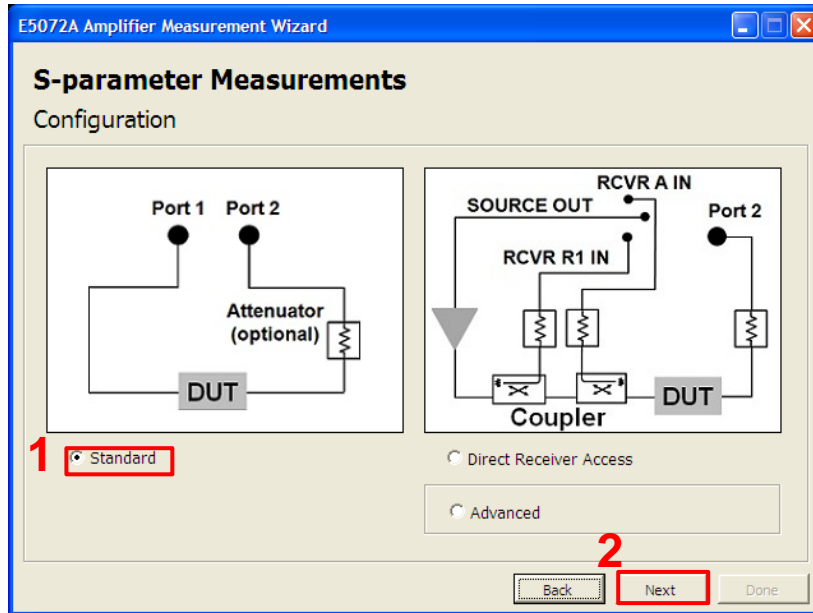 E5072A Amplifier Measurement Wizard
S-parameter Measurements
Configuration
Port 1 Port 2
Attenuator
(optional)
DUT
RCVR A IN
SOURCE OUT
Port 2
RCVR R1 IN
DUT
Coupler
1
Standard
Direct Receiver Access
Advanced
2
Back Next Done